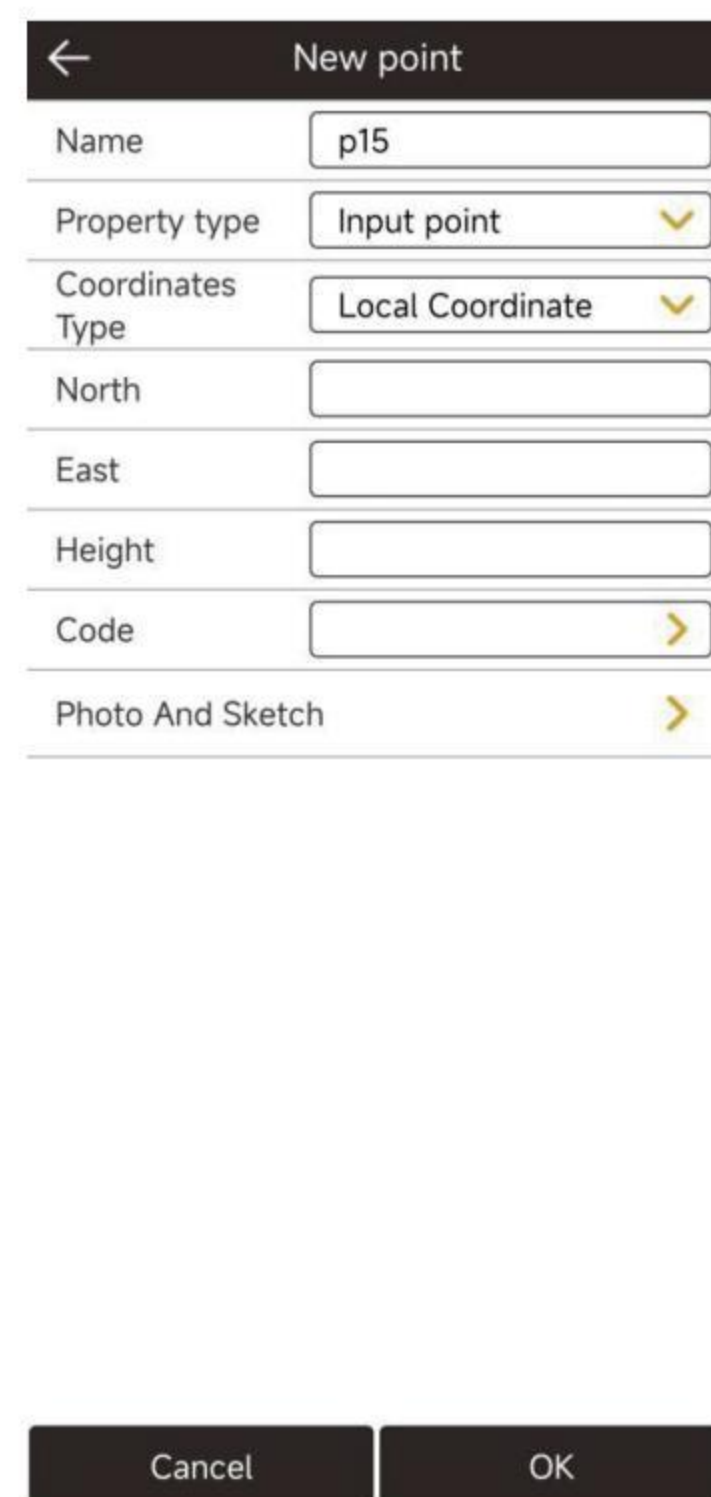 New point
Name p15
Property type Input point
Coordinates
Type Local Coordinate
North
East
Height
Code
Photo And Sketch
Cancel OK